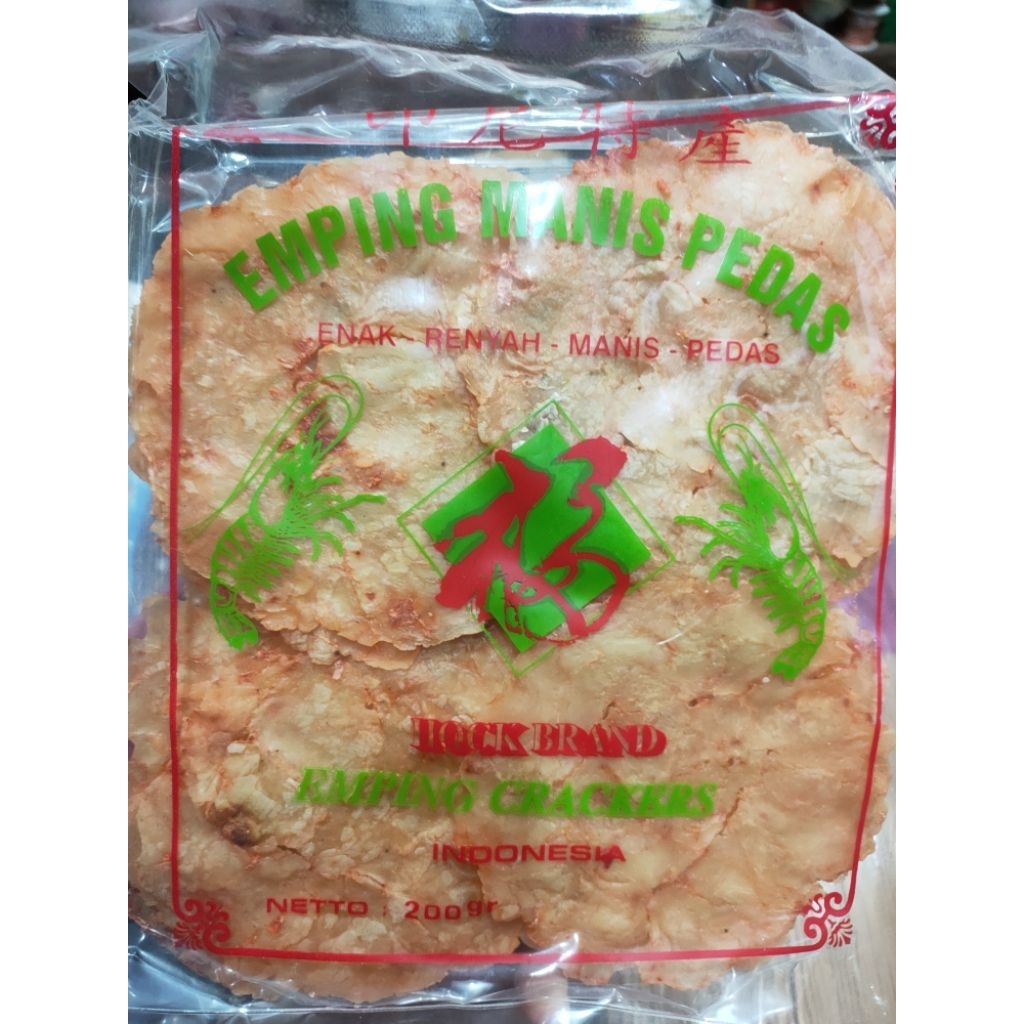 印尼特產
EMPING MANIS PEDAS
ENAK - RENYAH - MANIS - PEDAS
福
HOCK BRAND
EMPING CRACKERS
INDONESIA
NETTO : 200gr